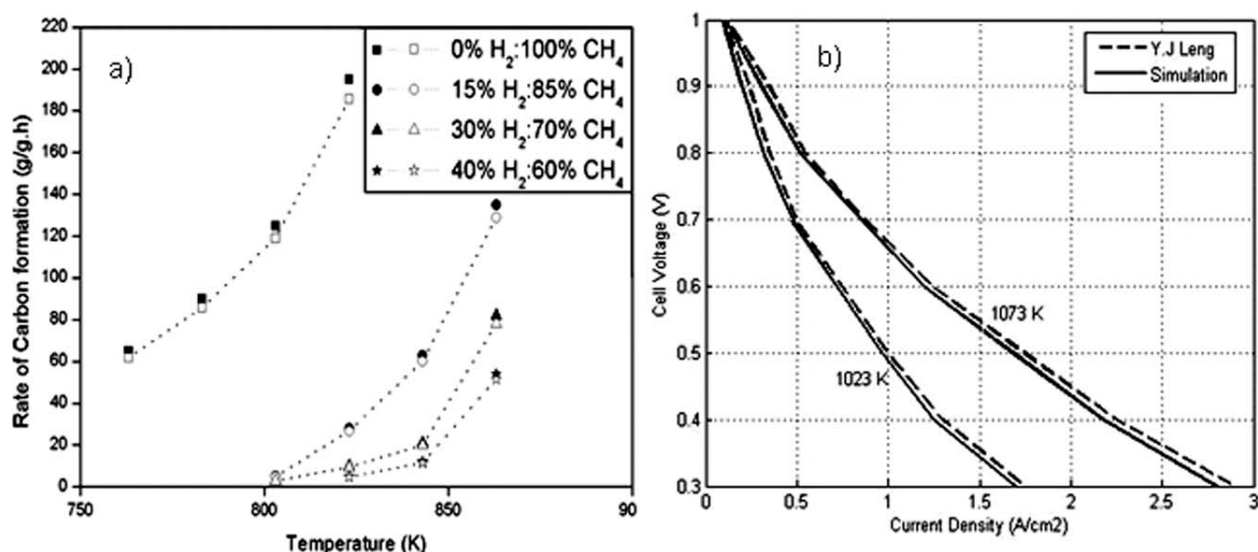 a)
0% H2:100% CH4
15% H2:85% CH4
30% H2:70% CH4
40% H2:60% CH4
220
200
180
160
140
120
100
80
60
40
20
0
750
800
850
90
Rate of Carbon formation (g/g.h)
Temperature (K)
b)
Y.J Leng
Simulation
1
0.9
0.8
0.7
0.6
0.5
0.4
0.3
1073 K
1023 K
0
0.5
1
1.5
2
2.5
3
Cell Voltage (V)
Current Density (A/cm2)